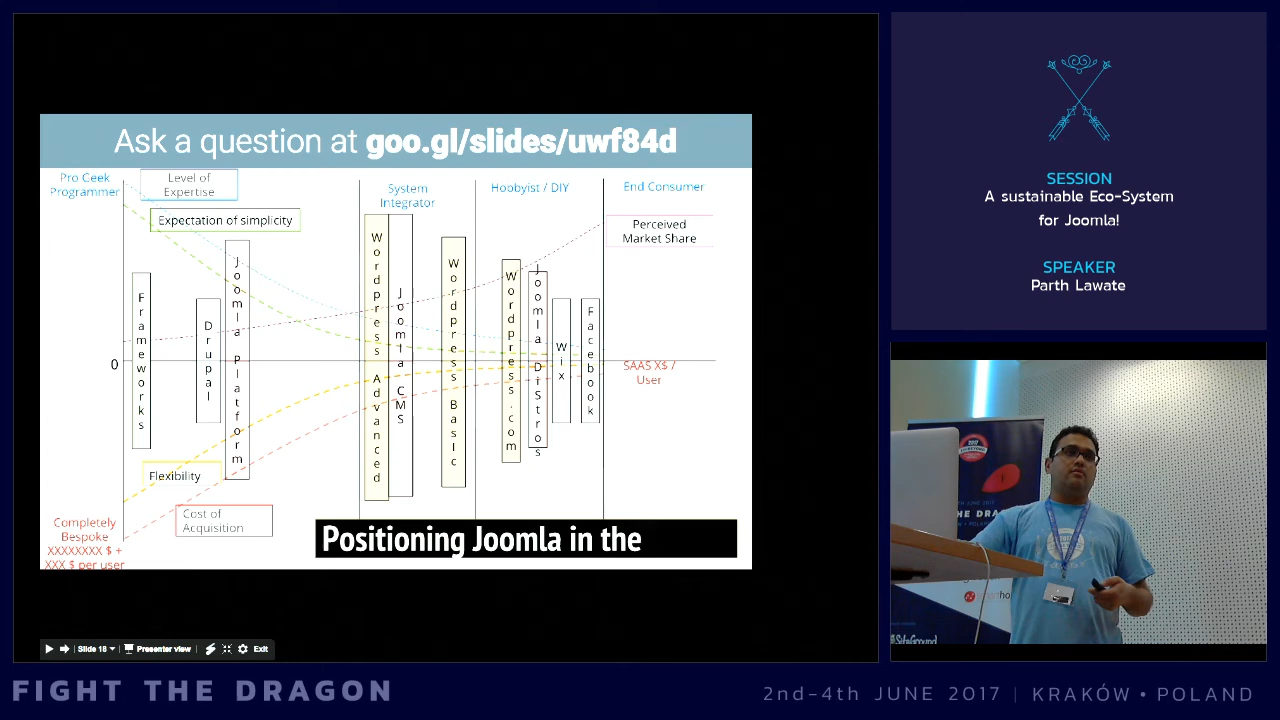 Ask a question at goo.gl/slides/uwf84d
Pro Geek
Programmer
Level of
Expertise
Expectation of simplicity
System
Integrator
Hobbyist / DIY
End Consumer
Perceived
Market Share
Frameworks
Drupal
Joomla Platform
Wordpress Advanced
Joomla CMS
Wordpress Basic
Wordpress.com
Joomla Distros
Wix
Facebook
0
SAAS X$ /
User
Flexibility
Cost of
Acquisition
Completely
Bespoke
XXXXXXXX $ +
XXX $ per user
Positioning Joomla in the
Slide 18
Presenter view
Exit
SESSION
A sustainable Eco-System
for Joomla!
SPEAKER
Parth Lawate
SiteGround
FIGHT THE DRAGON
2nd-4th JUNE 2017 | KRAKÓW • POLAND